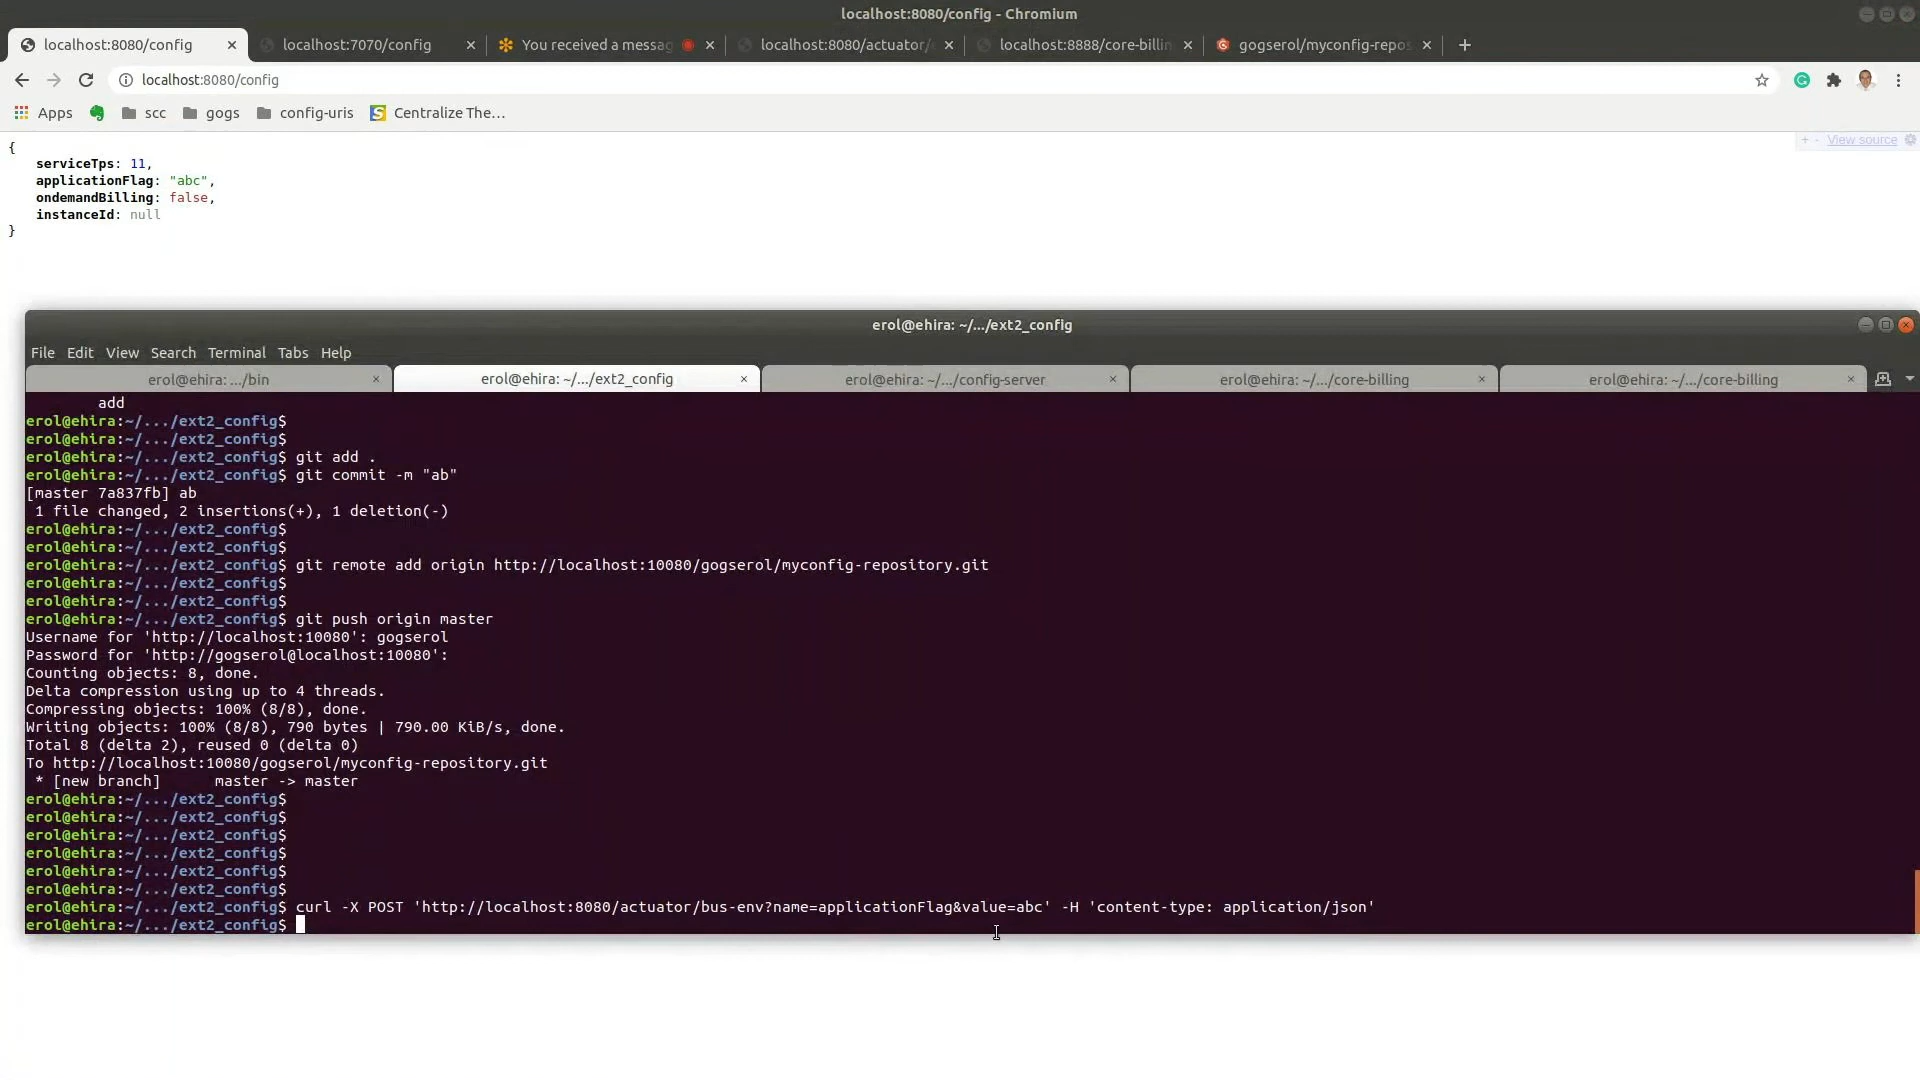 localhost:8080/config - Chromium
localhost:8080/config
localhost:7070/config
You received a messag
localhost:8080/actuator/
localhost:8888/core-billin
gogserol/myconfig-repos
localhost:8080/config
Apps
scc
gogs
config-uris
Centralize The...
{
+ - View source
serviceTps: 11,
applicationFlag: "abc",
ondemandBilling: false,
instanceId: null
}
erol@ehira: ~/.../ext2_config
File Edit View Search Terminal Tabs Help
erol@ehira: .../bin
erol@ehira: ~/.../ext2_config
erol@ehira: ~/.../config-server
erol@ehira: ~/.../core-billing
erol@ehira: ~/.../core-billing
add
erol@ehira:~/.../ext2_config$
erol@ehira:~/.../ext2_config$
erol@ehira:~/.../ext2_config$ git add .
erol@ehira:~/.../ext2_config$ git commit -m "ab"
[master 7a837fb] ab
1 file changed, 2 insertions(+), 1 deletion(-)
erol@ehira:~/.../ext2_config$
erol@ehira:~/.../ext2_config$
erol@ehira:~/.../ext2_config$ git remote add origin http://localhost:10080/gogserol/myconfig-repository.git
erol@ehira:~/.../ext2_config$
erol@ehira:~/.../ext2_config$
erol@ehira:~/.../ext2_config$ git push origin master
Username for 'http://localhost:10080': gogserol
Password for 'http://gogserol@localhost:10080':
Counting objects: 8, done.
Delta compression using up to 4 threads.
Compressing objects: 100% (8/8), done.
Writing objects: 100% (8/8), 790 bytes | 790.00 KiB/s, done.
Total 8 (delta 2), reused 0 (delta 0)
To http://localhost:10080/gogserol/myconfig-repository.git
* [new branch]      master -> master
erol@ehira:~/.../ext2_config$
erol@ehira:~/.../ext2_config$
erol@ehira:~/.../ext2_config$
erol@ehira:~/.../ext2_config$
erol@ehira:~/.../ext2_config$
erol@ehira:~/.../ext2_config$
erol@ehira:~/.../ext2_config$ curl -X POST 'http://localhost:8080/actuator/bus-env?name=applicationFlag&value=abc' -H 'content-type: application/json'
erol@ehira:~/.../ext2_config$